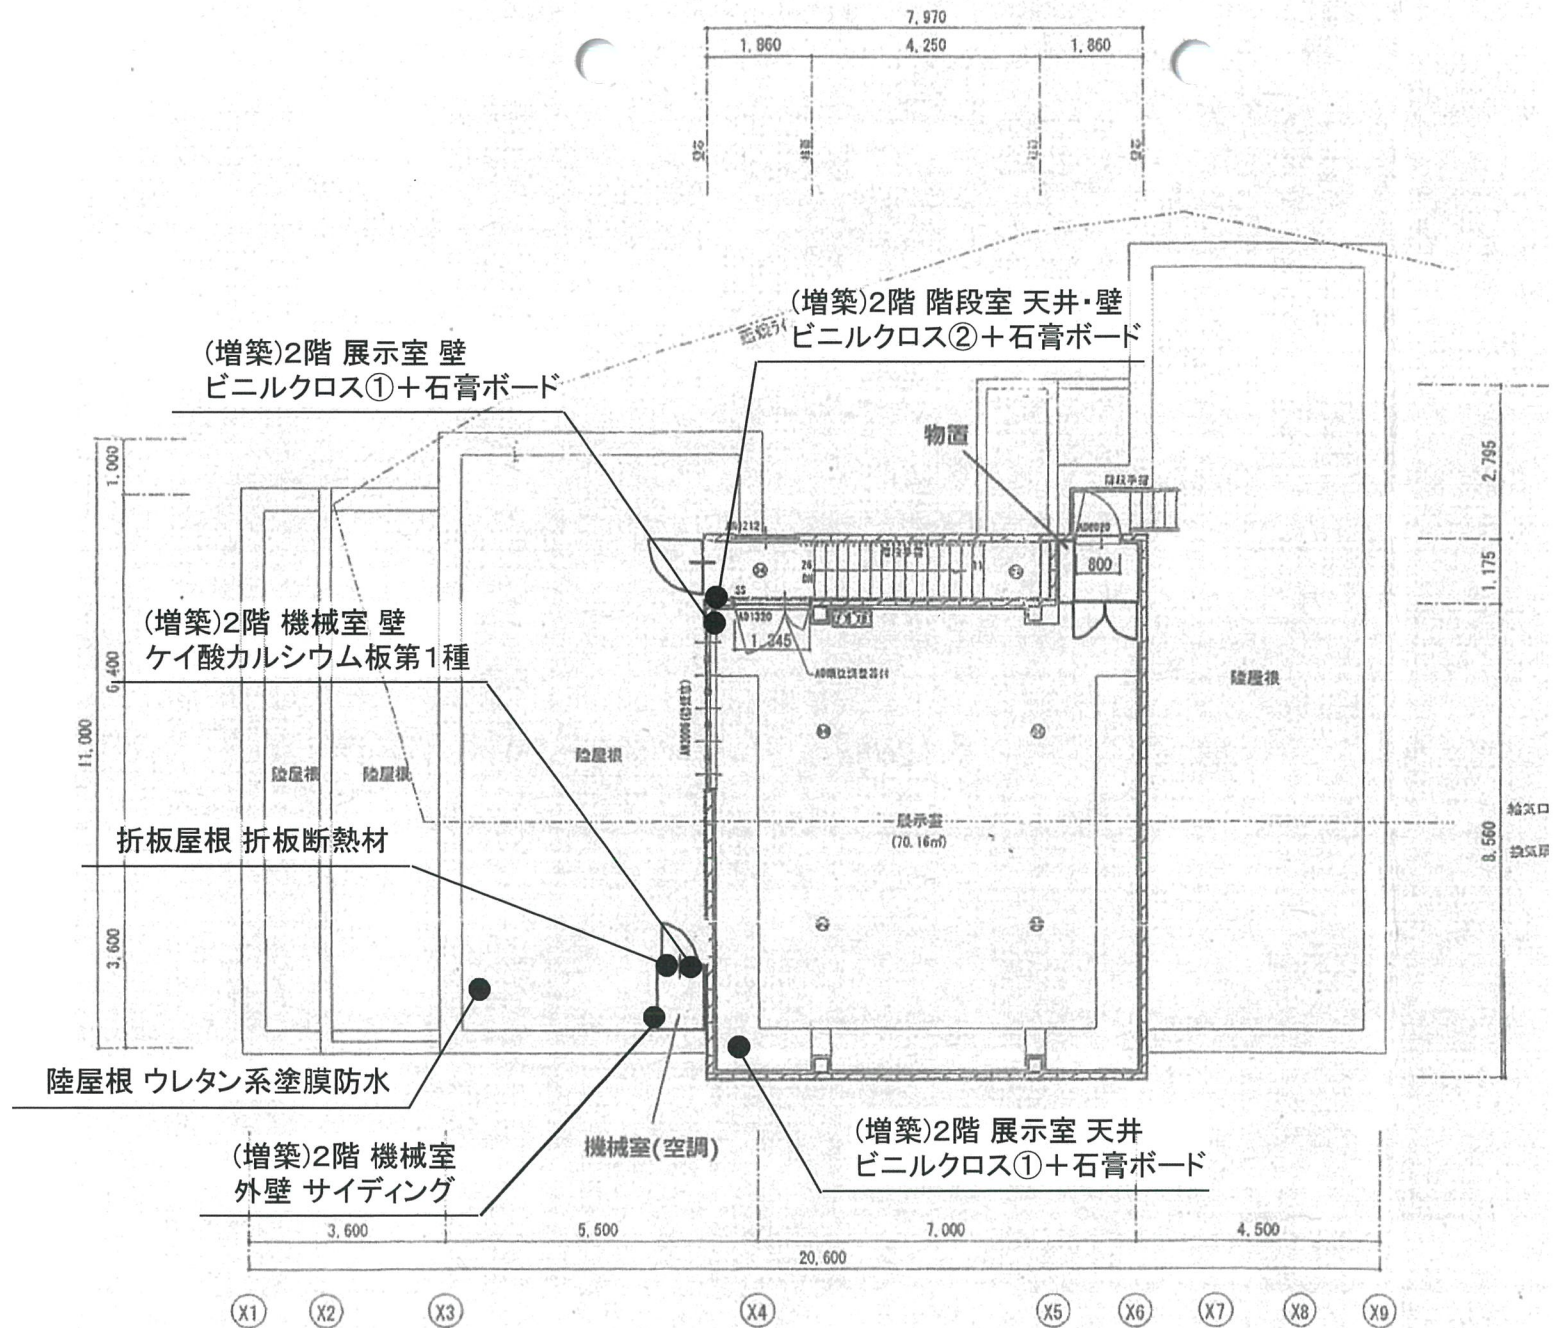 7,970
1,860
4,250
1,860
(増築)2階 階段室 天井・壁
ビニルクロス②＋石膏ボード
(増築)2階 展示室 壁
ビニルクロス①＋石膏ボード
物置
1,000
2,795
AD6020
800
1,175
26
DN
11
SS
AD1320
1,345
(増築)2階 機械室 壁
ケイ酸カルシウム板第1種
6,400
11,000
陸屋根
陸屋根
陸屋根
陸屋根
展示室
(70.16㎡)
8,560
給気口
折板屋根 折板断熱材
3,600
陸屋根 ウレタン系塗膜防水
機械室(空調)
(増築)2階 機械室
外壁 サイディング
(増築)2階 展示室 天井
ビニルクロス①＋石膏ボード
3,600
5,500
7,000
4,500
20,600
X1
X2
X3
X4
X5
X6
X7
X8
X9